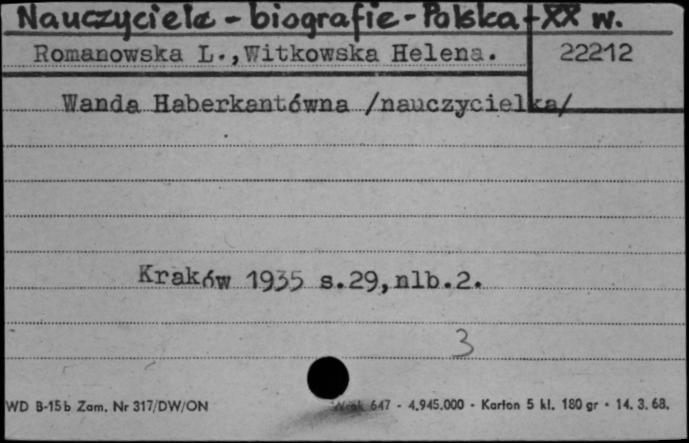 Nauczyciele - biografie - Polska - XX w.
Romanowska L., Witkowska Helena. 22212
Wanda Haberkantówna /nauczycielka/
Kraków 1935 s.29,nlb.2.
3
WD B-15b Zam. Nr 317/DW/ON 647 - 4.945.000 - Karton 5 kl. 180 gr - 14. 3. 68.